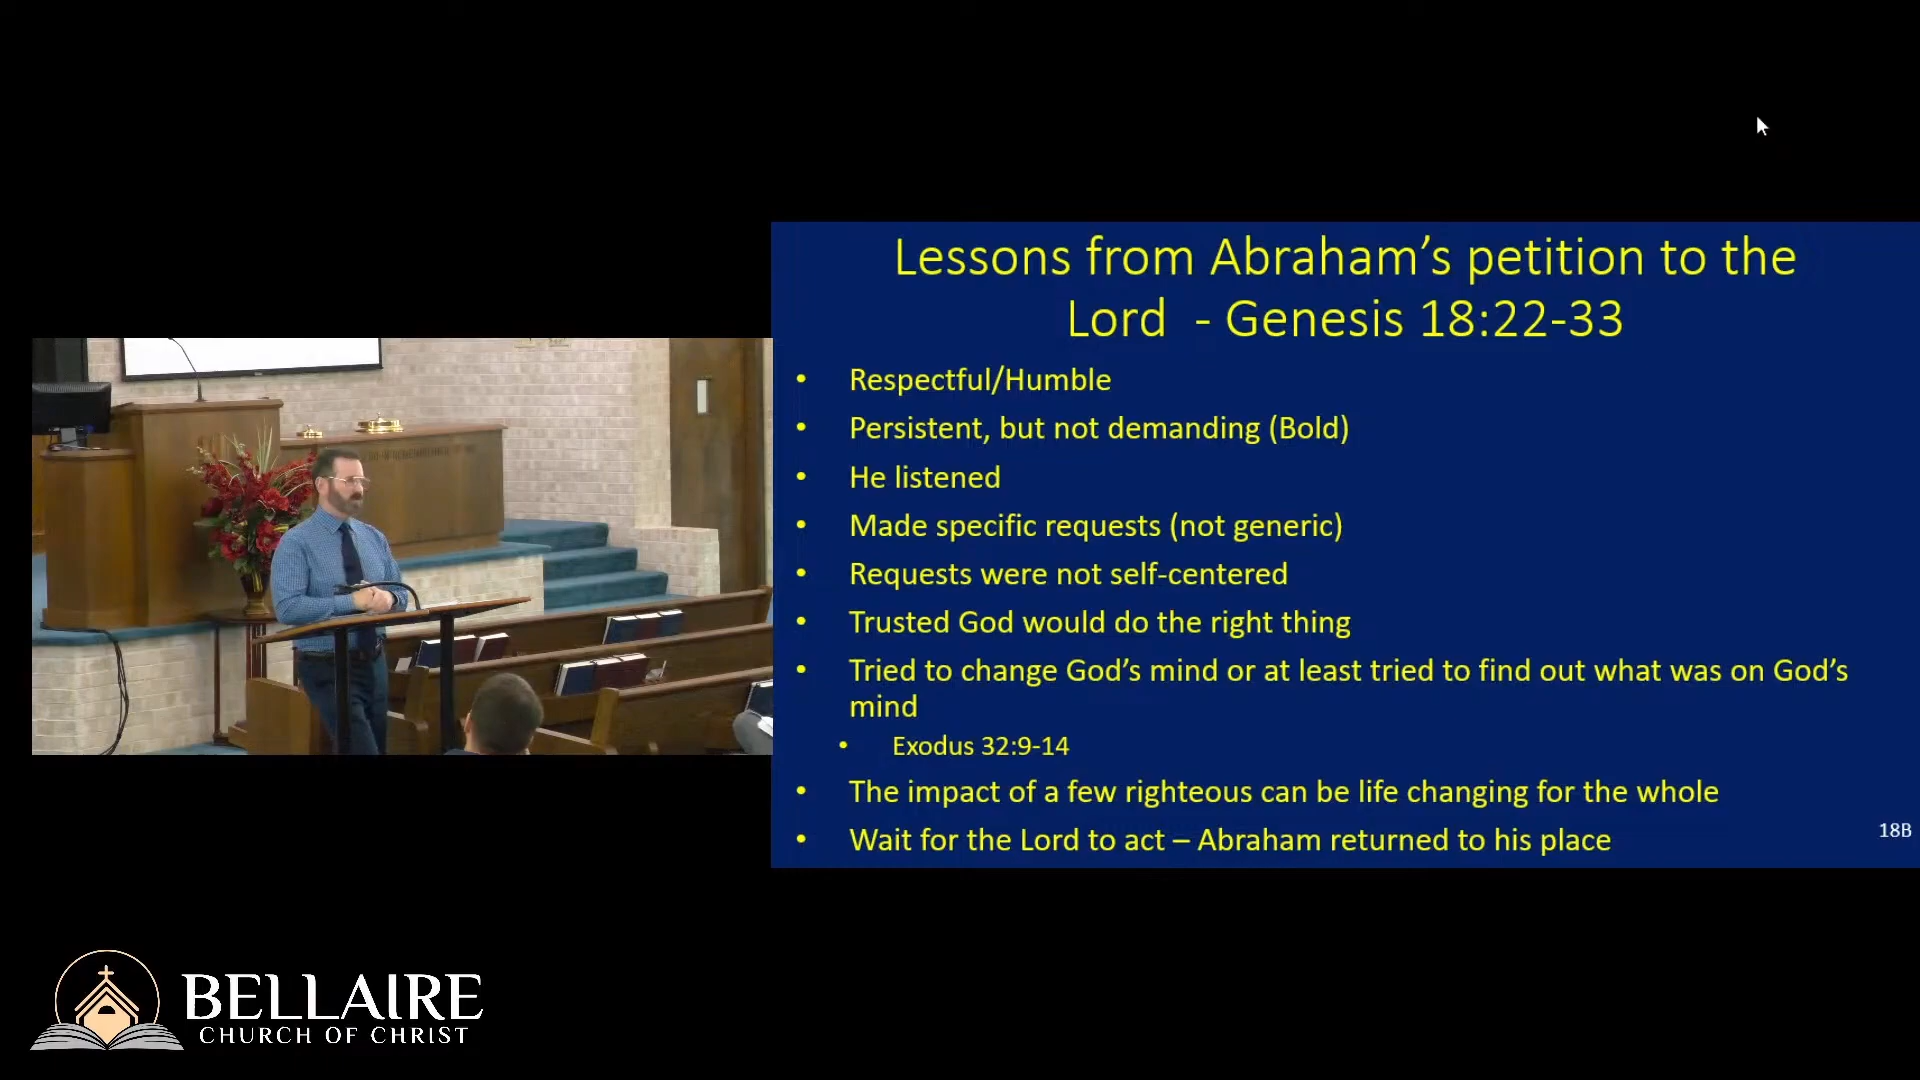 Lessons from Abraham’s petition to the
Lord - Genesis 18:22-33
• Respectful/Humble
• Persistent, but not demanding (Bold)
• He listened
• Made specific requests (not generic)
• Requests were not self-centered
• Trusted God would do the right thing
• Tried to change God’s mind or at least tried to find out what was on God’s
mind
• Exodus 32:9-14
• The impact of a few righteous can be life changing for the whole
• Wait for the Lord to act – Abraham returned to his place
18B
BELLAIRE
CHURCH OF CHRIST